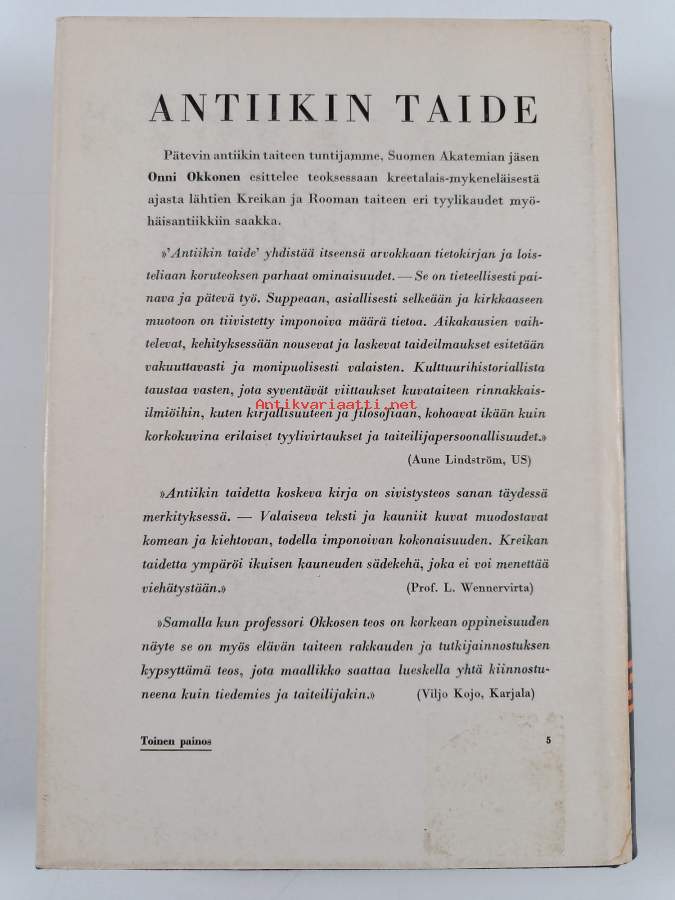 ANTIIKIN TAIDE
Pätevin antiikin taiteen tuntijamme, Suomen Akatemian jäsen
Onni Okkonen esittelee teoksessaan kreetalais-mykeneläisestä
ajasta lähtien Kreikan ja Rooman taiteen eri tyylikaudet myö-
häisantiikkiin saakka.
»'Antiikin taide' yhdistää itseensä arvokkaan tietokirjan ja lois-
teliaan koruteoksen parhaat ominaisuudet. — Se on tieteellisesti pai-
nava ja pätevä työ. Suppeaan, asiallisesti selkeään ja kirkkaaseen
muotoon on tiivistetty imponoiva määrä tietoa. Aikakausien vaih-
televat, kehityksessään nousevat ja laskevat taideilmaukset esitetään
vakuuttavasti ja monipuolisesti valaisten. Kulttuurihistoriallista
taustaa vasten, jota syventävät viittaukset kuvataiteen rinnakkais-
Antikvariaatti.net
ilmiöihin, kuten kirjallisuuteen ja filosofiaan, kohoavat ikään kuin
korkokuvina erilaiset tyylivirtaukset ja taiteilijapersoonallisuudet.»
(Aune Lindström, US)
»Antiikin taidetta koskeva kirja on sivistysteos sanan täydessä
merkityksessä. — Valaiseva teksti ja kauniit kuvat muodostavat
komean ja kiehtovan, todella imponoivan kokonaisuuden. Kreikan
taidetta ympäröi ikuisen kauneuden sädekehä, joka ei voi menettää
viehätystään.» (Prof. L. Wennervirta)
»Samalla kun professori Okkosen teos on korkean oppineisuuden
näyte se on myös elävän taiteen rakkauden ja tutkijainnostuksen
kypsyttämä teos, jota maallikko saattaa lueskella yhtä kiinnostu-
neena kuin tiedemies ja taiteilijakin.» (Viljo Kojo, Karjala)
Toinen painos 5